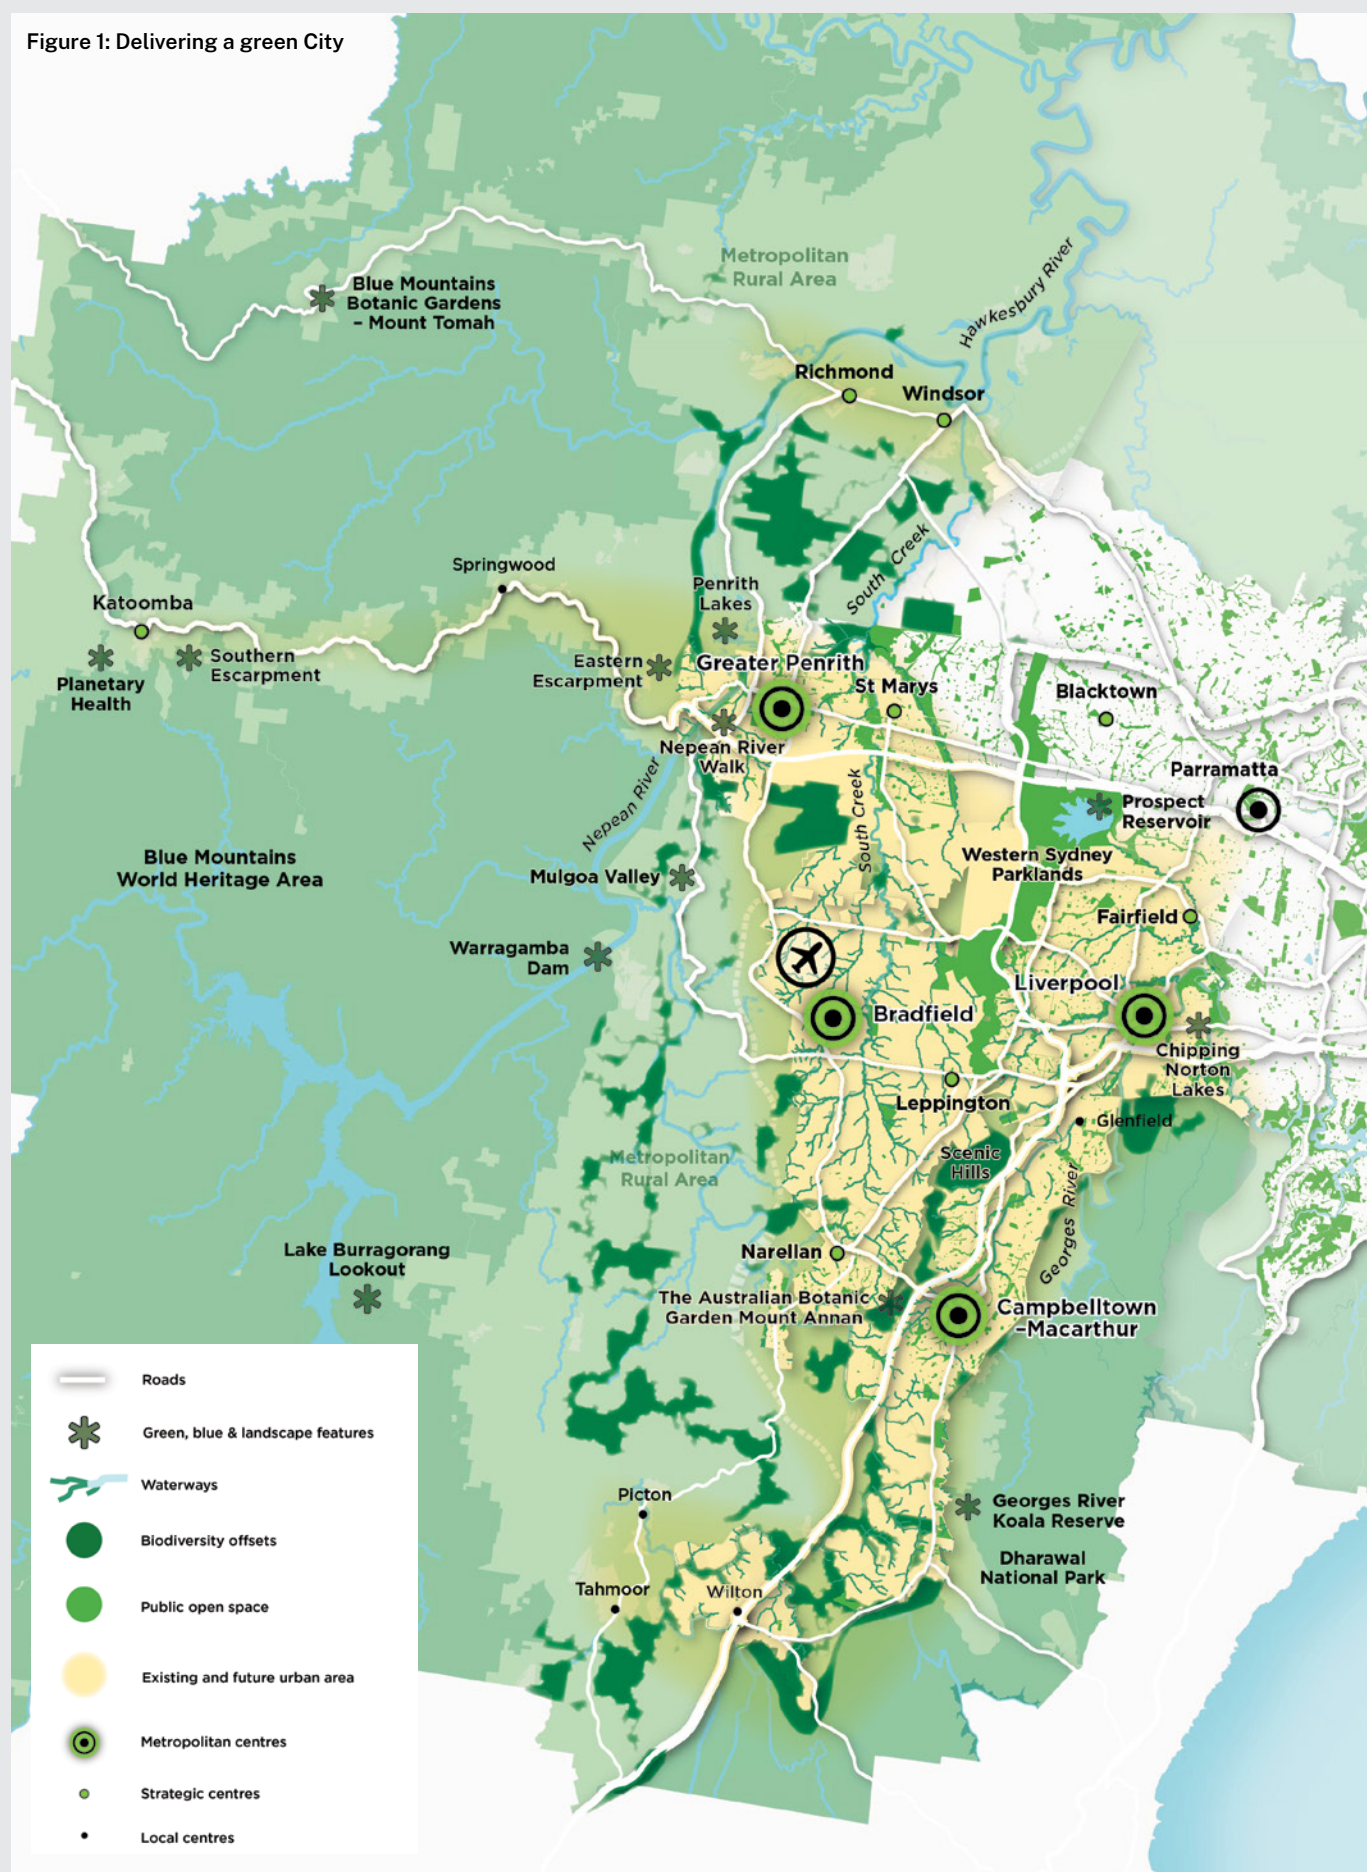 Figure 1: Delivering a green City
Metropolitan
Rural Area
Hawkesbury River
Blue Mountains
Botanic Gardens
– Mount Tomah
Richmond
Windsor
South Creek
Springwood
Penrith
Lakes
Katoomba
Southern
Escarpment
Planetary
Health
Eastern
Escarpment
Greater Penrith
St Marys
Blacktown
Nepean River
Walk
Nepean River
South Creek
Parramatta
Prospect
Reservoir
Western Sydney
Parklands
Blue Mountains
World Heritage Area
Mulgoa Valley
Fairfield
Warragamba
Dam
Liverpool
Bradfield
Chipping
Norton
Lakes
Leppington
Glenfield
Scenic
Hills
Metropolitan
Rural Area
Georges River
Lake Burragorang
Lookout
Narellan
The Australian Botanic
Garden Mount Annan
Campbelltown
–Macarthur
Picton
Georges River
Koala Reserve
Dharawal
National Park
Tahmoor
Wilton
Roads
Green, blue & landscape features
Waterways
Biodiversity offsets
Public open space
Existing and future urban area
Metropolitan centres
Strategic centres
Local centres